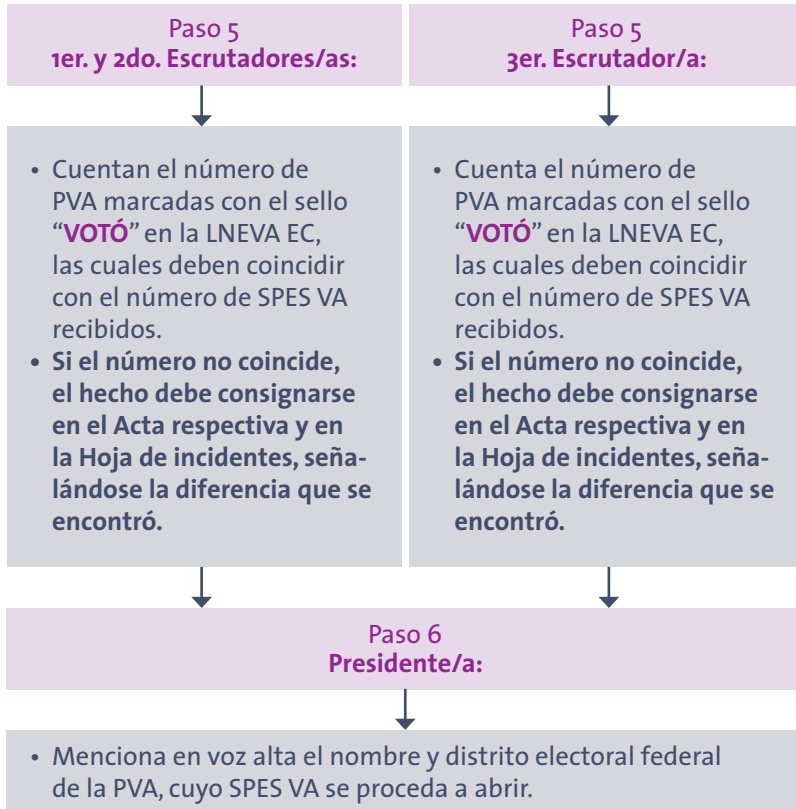 Paso 5
1er. y 2do. Escrutadores/as:
• Cuentan el número de
PVA marcadas con el sello
“VOTÓ” en la LNEVA EC,
las cuales deben coincidir
con el número de SPES VA
recibidos.
• Si el número no coincide,
el hecho debe consignarse
en el Acta respectiva y en
la Hoja de incidentes, seña-
lándose la diferencia que se
encontró.
Paso 5
3er. Escrutador/a:
• Cuenta el número de
PVA marcadas con el sello
“VOTÓ” en la LNEVA EC,
las cuales deben coincidir
con el número de SPES VA
recibidos.
• Si el número no coincide,
el hecho debe consignarse
en el Acta respectiva y en
la Hoja de incidentes, seña-
lándose la diferencia que se
encontró.
Paso 6
Presidente/a:
• Menciona en voz alta el nombre y distrito electoral federal
de la PVA, cuyo SPES VA se proceda a abrir.